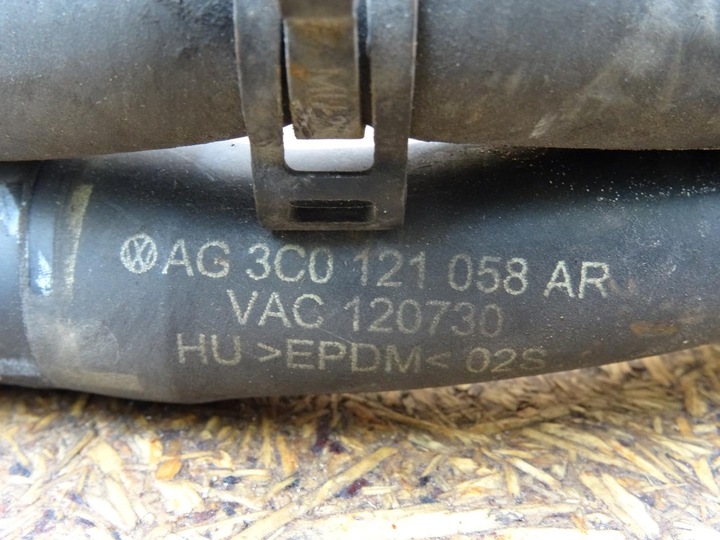 AG 3C0 121 058 AR
VAC 120730
HU >EPDM< 02S